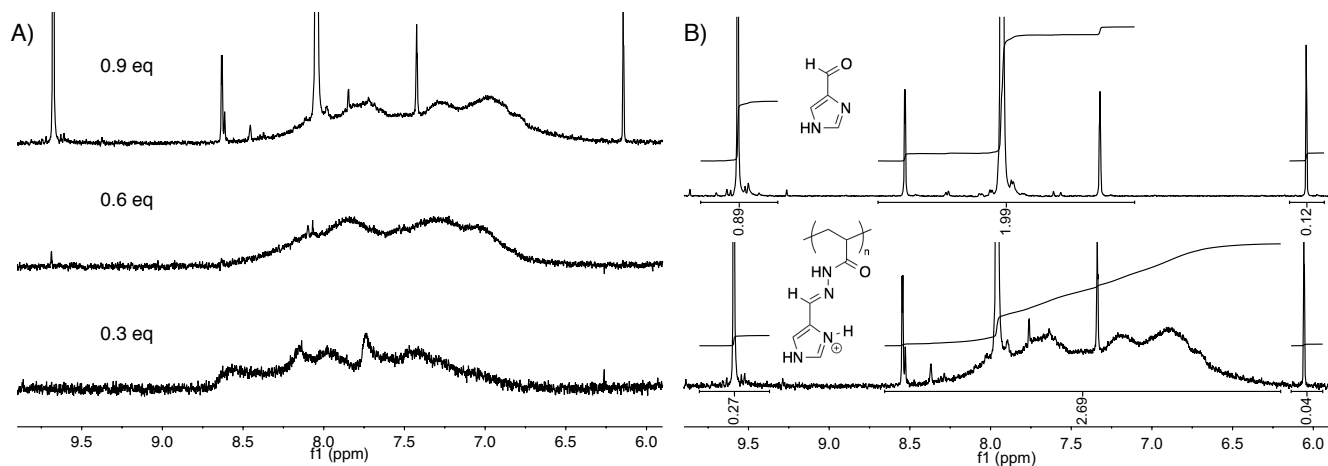 A)
0.9 eq
0.6 eq
0.3 eq
9.5 9.0 8.5 8.0 7.5 7.0 6.5 6.0
f1 (ppm)
B)
H O
N
HN
0.89
1.99
0.12
n
HN O
H N
N H
+
HN
0.27
2.69
0.04
9.5 9.0 8.5 8.0 7.5 7.0 6.5 6.0
f1 (ppm)